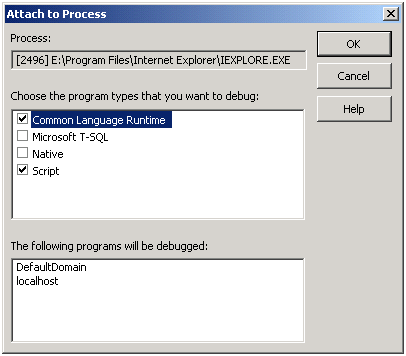 Attach to Process
Process:
[2496] E:\Program Files\Internet Explorer\IEXPLORE.EXE
OK
Cancel
Help
Choose the program types that you want to debug:
Common Language Runtime
Microsoft T-SQL
Native
Script
The following programs will be debugged:
DefaultDomain
localhost